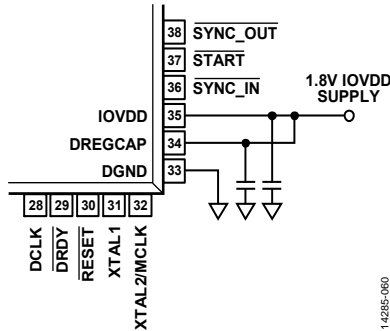 38 SYNC_OUT
37 START
36 SYNC_IN
1.8V IOVDD
SUPPLY
IOVDD 35
DREGCAP 34
DGND 33
28 29 30 31 32
DCLK
DRDY
RESET
XTAL1
XTAL2/MCLK
14285-060